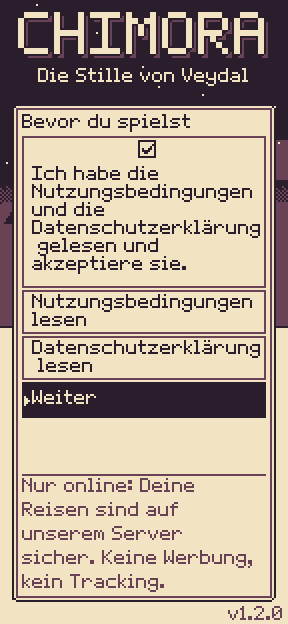 CHIMORA
Die Stille von Veydal
Bevor du spielst
Ich habe die
Nutzungsbedingungen
und die
Datenschutzerklärung
gelesen und
akzeptiere sie.
Nutzungsbedingungen
lesen
Datenschutzerklärung
lesen
Weiter
Nur online: Deine
Reisen sind auf
unserem Server
sicher. Keine Werbung,
kein Tracking.
v1.2.0